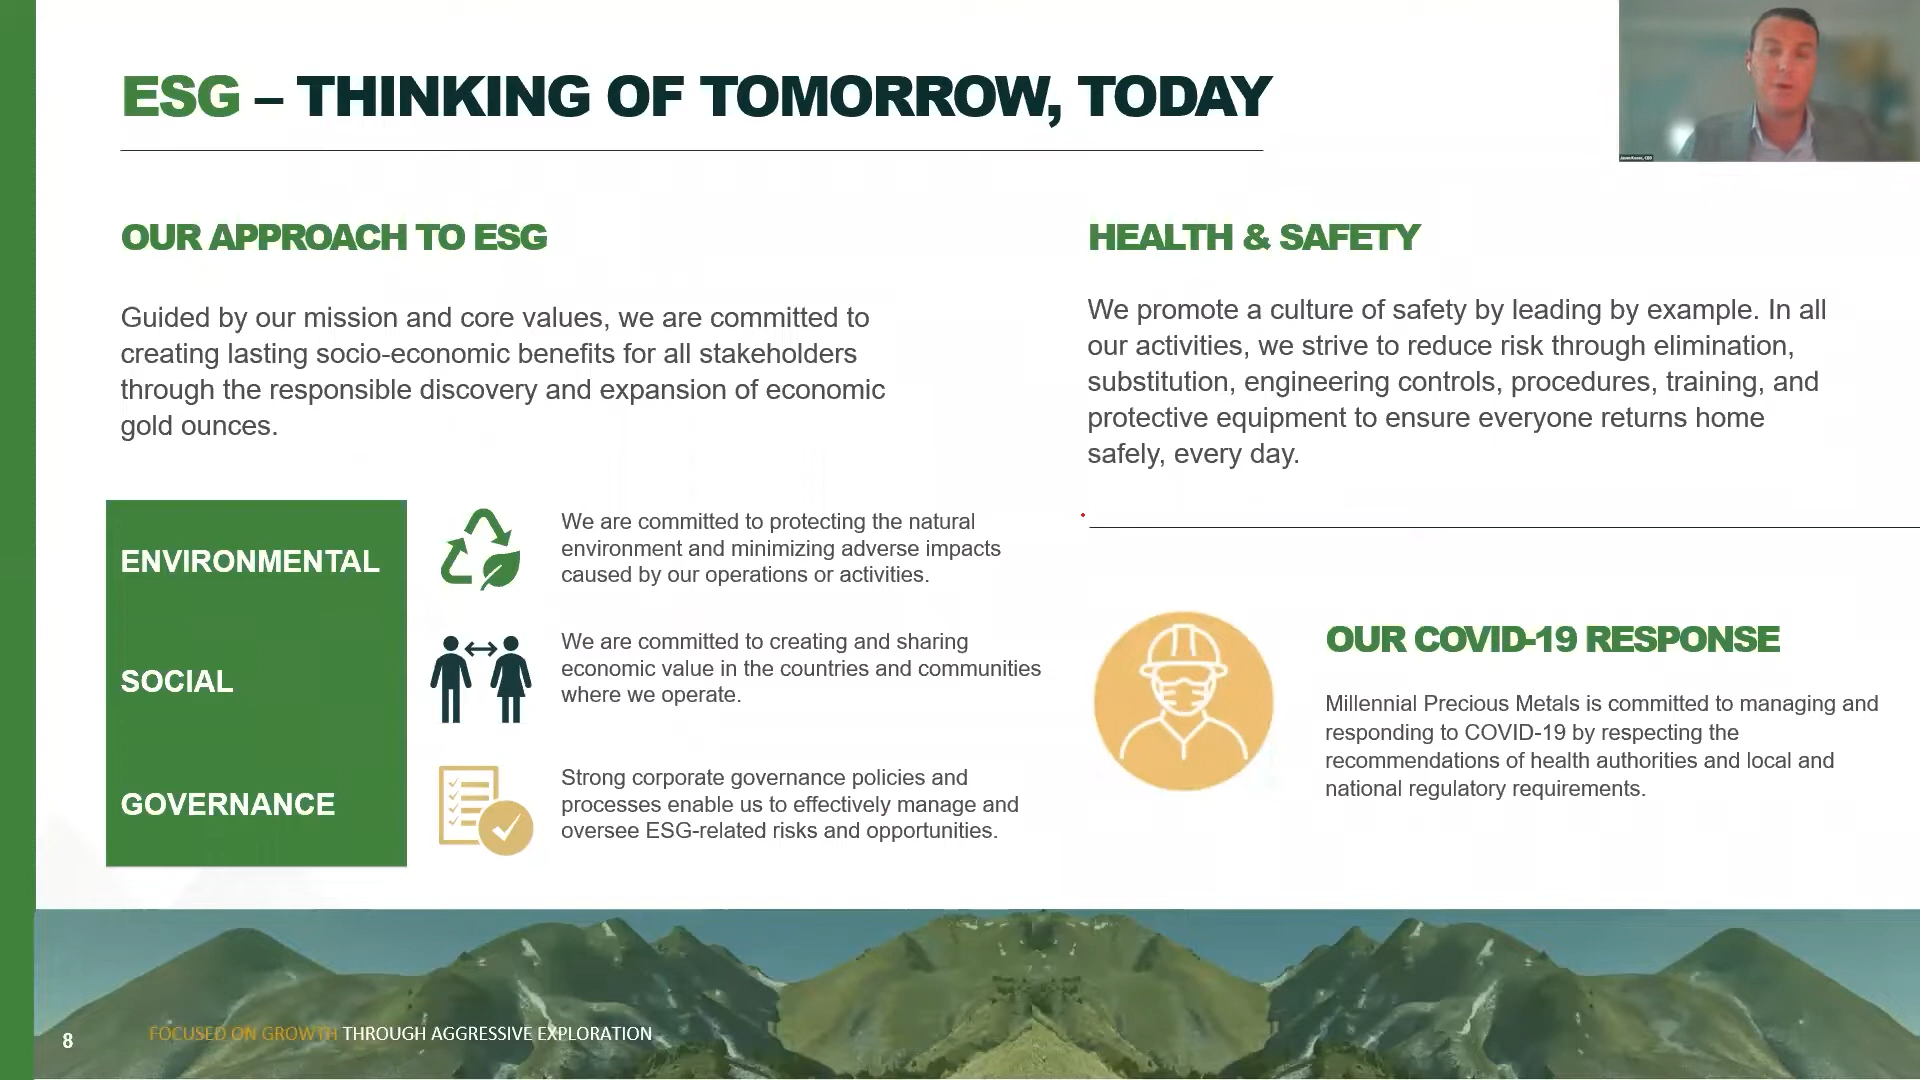 ESG – THINKING OF TOMORROW, TODAY
OUR APPROACH TO ESG
Guided by our mission and core values, we are committed to
creating lasting socio-economic benefits for all stakeholders
through the responsible discovery and expansion of economic
gold ounces.
ENVIRONMENTAL
We are committed to protecting the natural
environment and minimizing adverse impacts
caused by our operations or activities.
SOCIAL
We are committed to creating and sharing
economic value in the countries and communities
where we operate.
GOVERNANCE
Strong corporate governance policies and
processes enable us to effectively manage and
oversee ESG-related risks and opportunities.
HEALTH & SAFETY
We promote a culture of safety by leading by example. In all
our activities, we strive to reduce risk through elimination,
substitution, engineering controls, procedures, training, and
protective equipment to ensure everyone returns home
safely, every day.
OUR COVID-19 RESPONSE
Millennial Precious Metals is committed to managing and
responding to COVID-19 by respecting the
recommendations of health authorities and local and
national regulatory requirements.
8
FOCUSED ON GROWTH THROUGH AGGRESSIVE EXPLORATION